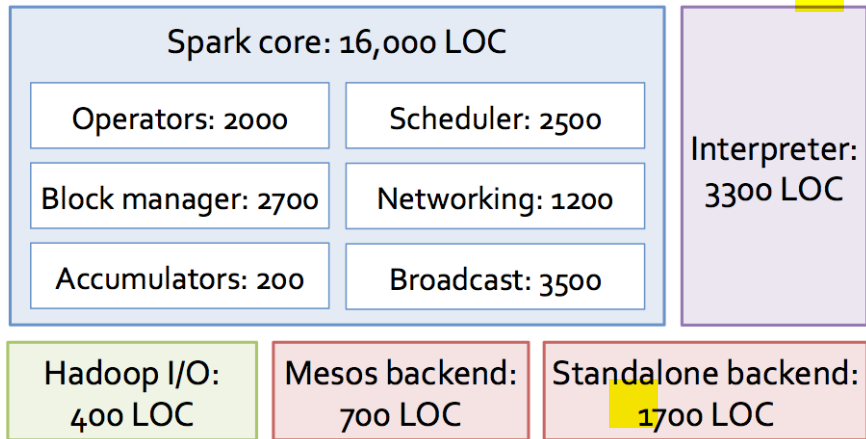 Spark core: 16,000 LOC
Operators: 2000
Scheduler: 2500
Block manager: 2700
Networking: 1200
Accumulators: 200
Broadcast: 3500
Interpreter:
3300 LOC
Hadoop I/O:
400 LOC
Mesos backend:
700 LOC
Standalone backend:
1700 LOC